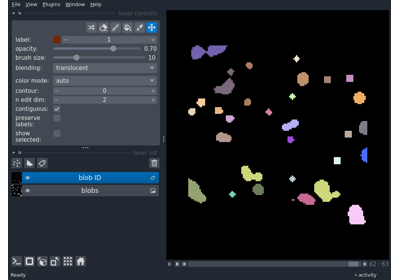 File View Plugins Window Help
layer controls
label: 1
opacity: 0.70
brush size: 10
blending: translucent
color mode: auto
contour: 0
n edit dim: 2
contiguous:
preserve
labels:
show
selected:
layer list
blob ID
blobs
0 62 63
Ready activity